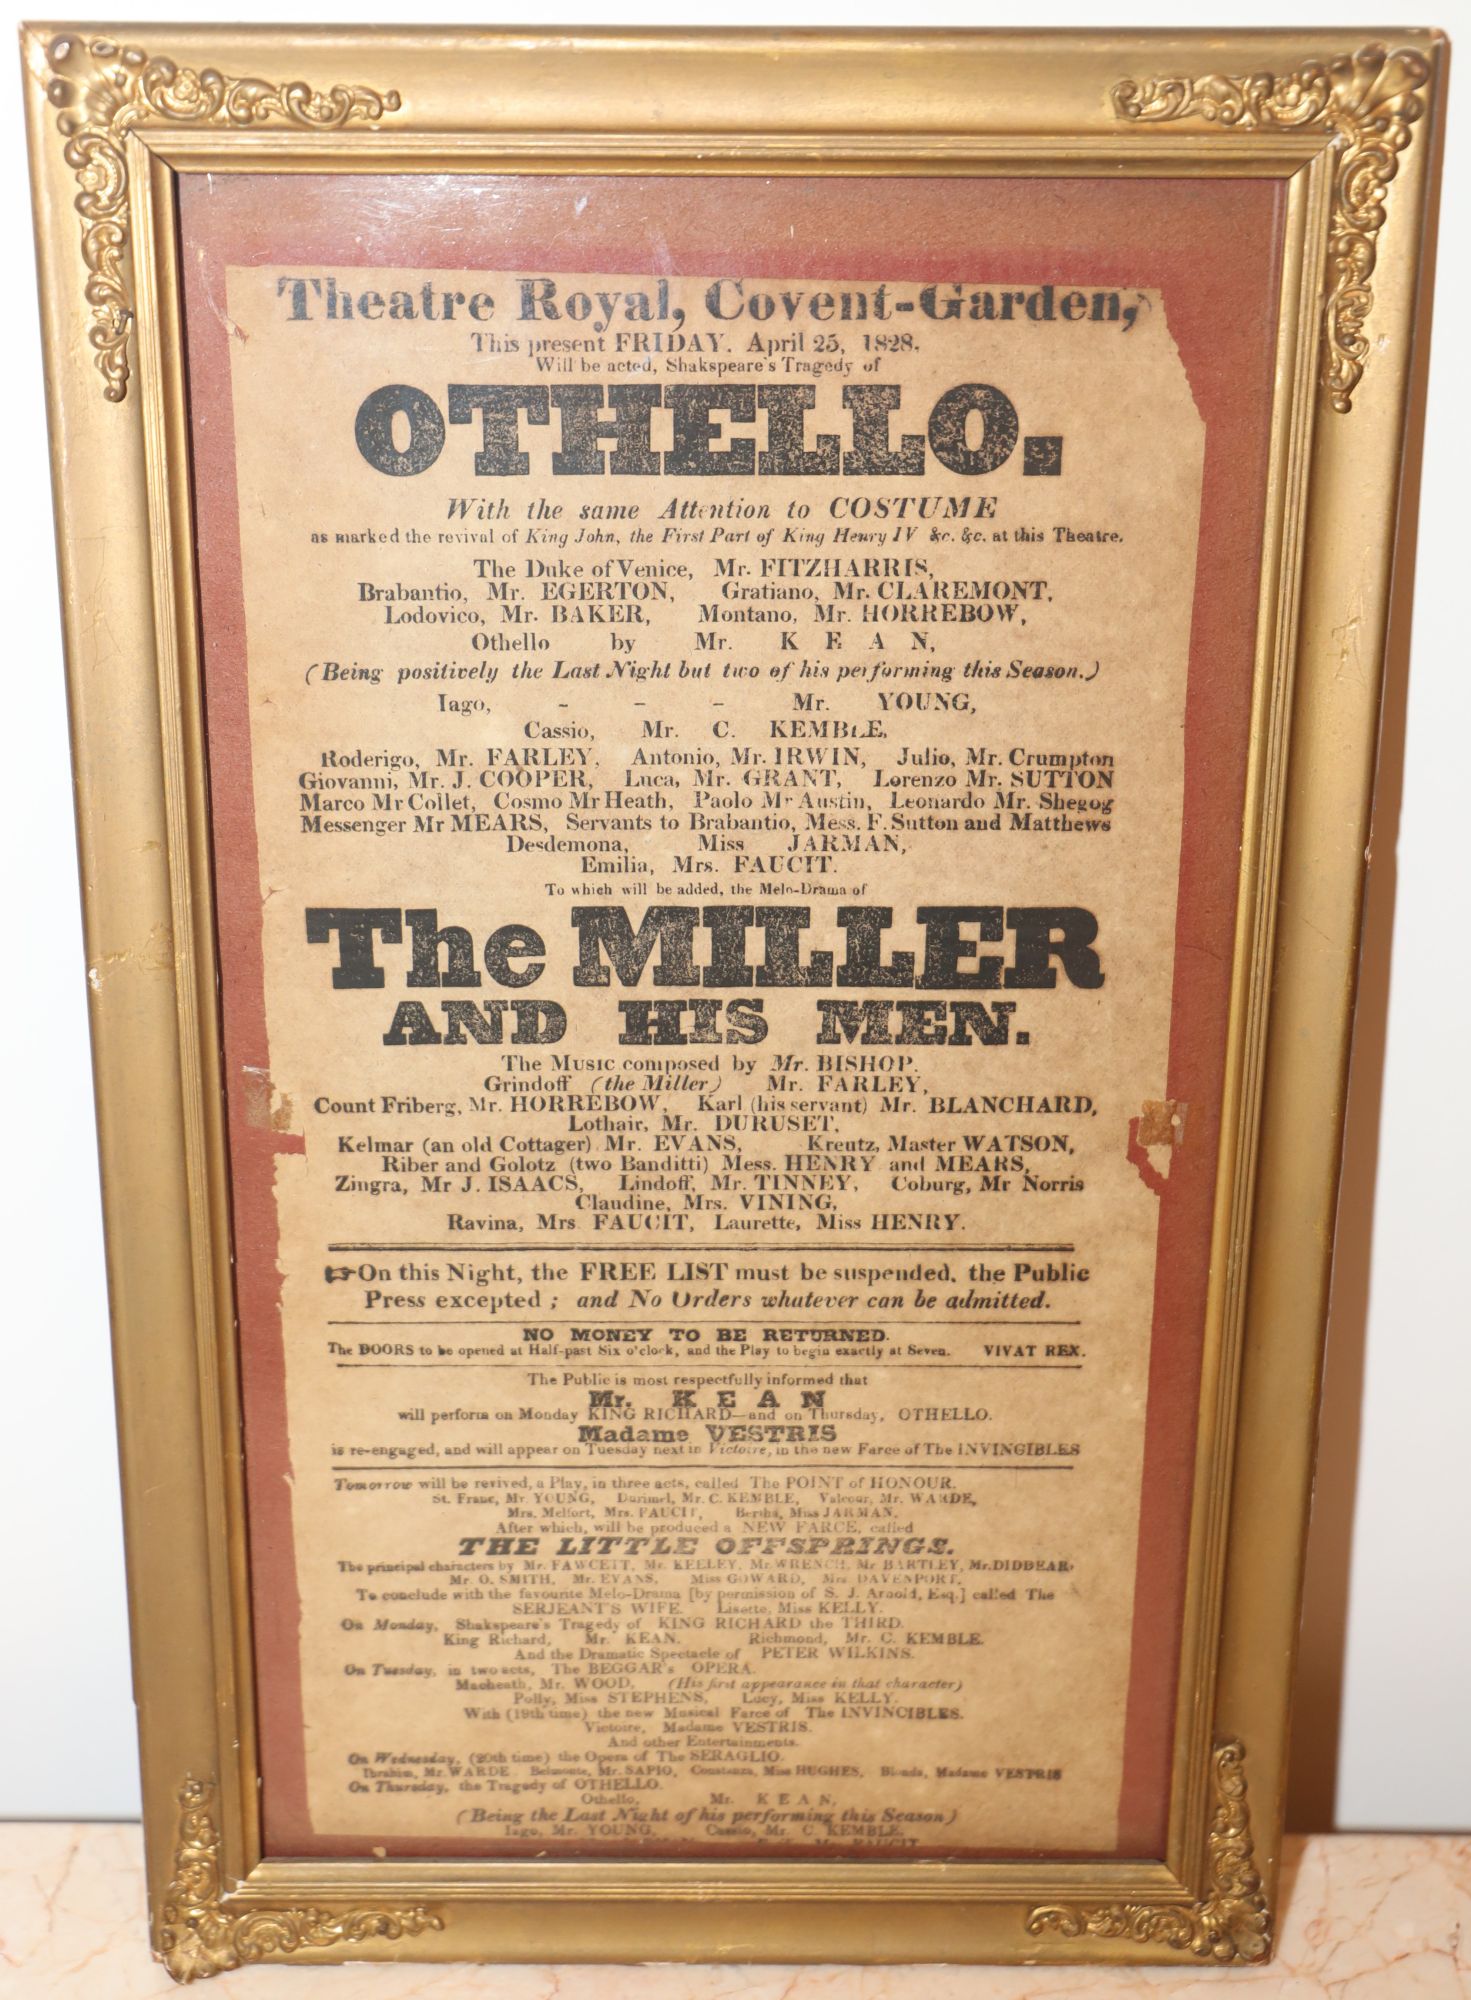 Theatre Royal, Covent-Garden,
This present FRIDAY, April 25, 1828,
Will be acted, Shakspeare's Tragedy of
OTHELLO.
With the same Attention to COSTUME
as marked the revival of King John, the First Part of King Henry IV &c. &c. at this Theatre.
The Duke of Venice, Mr. FITZHARRIS,
Brabantio, Mr. EGERTON, Gratiano, Mr. CLAREMONT,
Lodovico, Mr. BAKER, Montano, Mr. HORREBOW,
Othello by Mr. K E A N,
(Being positively the Last Night but two of his performing this Season.)
Iago, - - - Mr. YOUNG,
Cassio, Mr. C. KEMBLE,
Roderigo, Mr. FARLEY, Antonio, Mr. IRWIN, Julio, Mr. Crumpton
Giovanni, Mr. J. COOPER, Luca, Mr. GRANT, Lorenzo Mr. SUTTON
Marco Mr Collet, Cosmo Mr Heath, Paolo Mr Austin, Leonardo Mr. Shegog
Messenger Mr MEARS, Servants to Brabantio, Mess. F. Sutton and Matthews
Desdemona, Miss JARMAN,
Emilia, Mrs. FAUCIT.
To which will be added, the Melo-Drama of
The MILLER
AND HIS MEN.
The Music composed by Mr. BISHOP.
Grindoff (the Miller) Mr. FARLEY,
Count Friberg, Mr. HORREBOW, Karl (his servant) Mr. BLANCHARD,
Lothair, Mr. DURUSET,
Kelmar (an old Cottager) Mr. EVANS, Kreutz, Master WATSON,
Riber and Golotz (two Banditti) Mess. HENRY and MEARS,
Zingra, Mr J. ISAACS, Lindoff, Mr. TINNEY, Coburg, Mr Norris
Claudine, Mrs. VINING,
Ravina, Mrs FAUCIT, Laurette, Miss HENRY.
☞On this Night, the FREE LIST must be suspended, the Public
Press excepted; and No Orders whatever can be admitted.
NO MONEY TO BE RETURNED.
The DOORS to be opened at Half-past Six o'clock, and the Play to begin exactly at Seven. VIVAT REX.
The Public is most respectfully informed that
Mr. K E A N
will perform on Monday KING RICHARD—and on Thursday, OTHELLO.
Madame VESTRIS
is re-engaged, and will appear on Tuesday next in Victoire, in the new Farce of The INVINCIBLES
Tomorrow will be revived, a Play, in three acts, called The POINT of HONOUR.
St. Franc, Mr. YOUNG, Durimel, Mr. C. KEMBLE, Valcour, Mr. WARDE,
Mrs. Melfort, Mrs. FAUCIT, Bertha, Miss JARMAN.
After which, will be produced a NEW FARCE, called
THE LITTLE OFFSPRINGS.
The principal characters by Mr. FAWCETT, Mr. KEELEY, Mr. WRENCH, Mr BARTLEY, Mr. DIDBEAR,
Mr. O. SMITH, Mr. EVANS, Miss GOWARD, Mrs DAVENPORT.
To conclude with the favourite Melo-Drama [by permission of S. J. Arnold, Esq.] called The
SERJEANT'S WIFE. Lisette, Miss KELLY.
On Monday, Shakspeare's Tragedy of KING RICHARD the THIRD.
King Richard, Mr. KEAN. Richmond, Mr. C. KEMBLE.
And the Dramatic Spectacle of PETER WILKINS.
On Tuesday, in two acts, The BEGGAR's OPERA.
Macheath, Mr. WOOD, (His first appearance in that character)
Polly, Miss STEPHENS, Lucy, Miss KELLY.
With (19th time) the new Musical Farce of The INVINCIBLES.
Victoire, Madame VESTRIS.
And other Entertainments.
On Wednesday, (20th time) the Opera of The SERAGLIO.
Ibrahim, Mr. WARDE Belmonte, Mr. SAPIO, Constanza, Miss HUGHES, Blonda, Madame VESTRIS
On Thursday, the Tragedy of OTHELLO.
Othello, Mr. K E A N,
(Being the Last Night of his performing this Season)
Iago, Mr. YOUNG, Cassio, Mr. C. KEMBLE,
FAUCIT